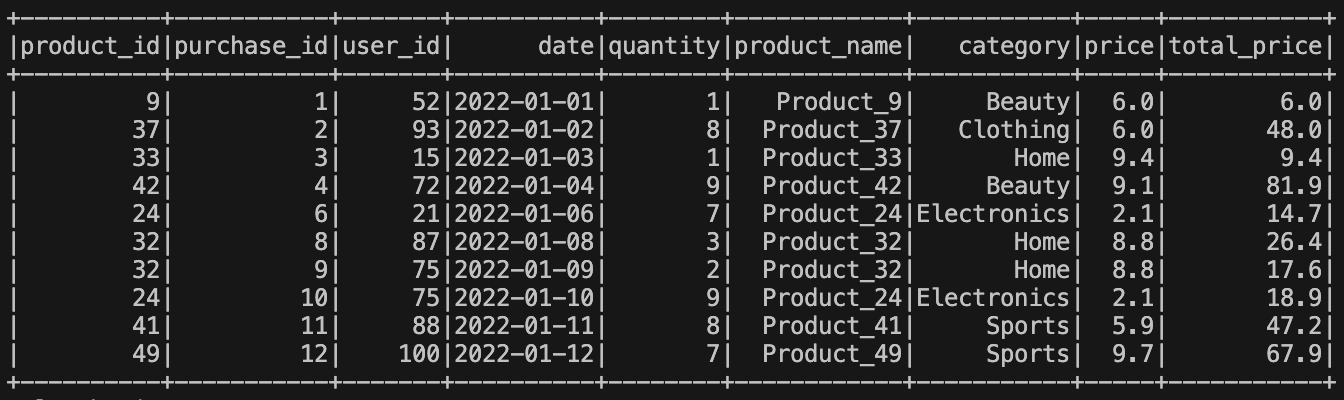 +----------+-----------+-------+----------+--------+------------+-----------+-----+-----------+
|product_id|purchase_id|user_id|      date|quantity|product_name|   category|price|total_price|
+----------+-----------+-------+----------+--------+------------+-----------+-----+-----------+
|         9|          1|     52|2022-01-01|       1|   Product_9|     Beauty|  6.0|        6.0|
|        37|          2|     93|2022-01-02|       8|  Product_37|   Clothing|  6.0|       48.0|
|        33|          3|     15|2022-01-03|       1|  Product_33|       Home|  9.4|        9.4|
|        42|          4|     72|2022-01-04|       9|  Product_42|     Beauty|  9.1|       81.9|
|        24|          6|     21|2022-01-06|       7|  Product_24|Electronics|  2.1|       14.7|
|        32|          8|     87|2022-01-08|       3|  Product_32|       Home|  8.8|       26.4|
|        32|          9|     75|2022-01-09|       2|  Product_32|       Home|  8.8|       17.6|
|        24|         10|     75|2022-01-10|       9|  Product_24|Electronics|  2.1|       18.9|
|        41|         11|     88|2022-01-11|       8|  Product_41|     Sports|  5.9|       47.2|
|        49|         12|    100|2022-01-12|       7|  Product_49|     Sports|  9.7|       67.9|
+----------+-----------+-------+----------+--------+------------+-----------+-----+-----------+